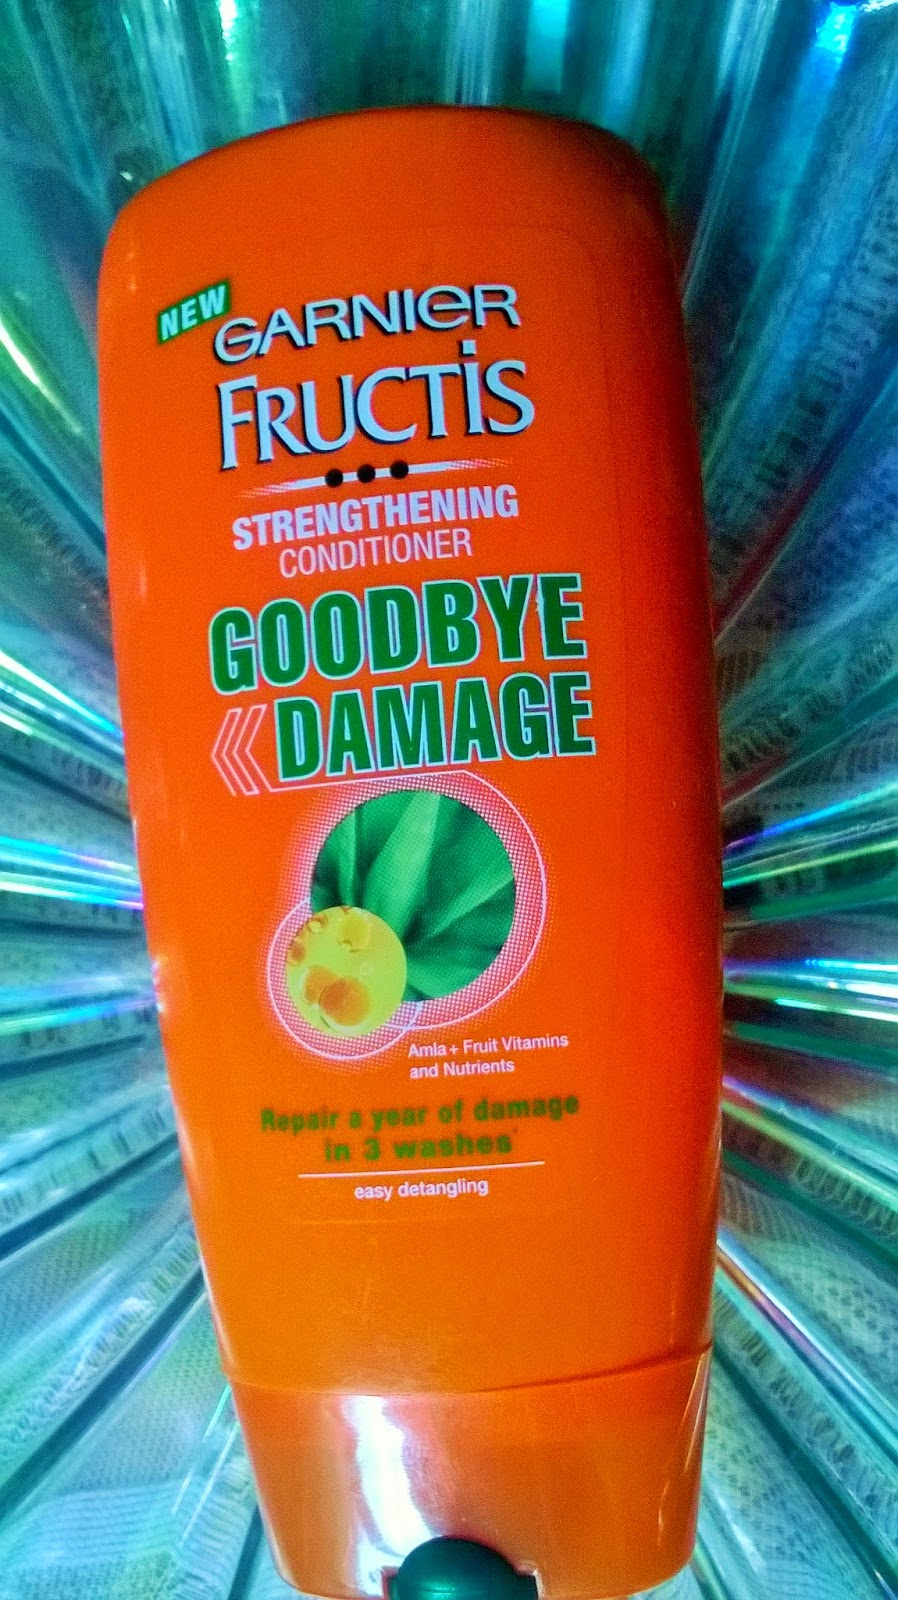 NEW
GARNIER
FRUCTIS
STRENGTHENING
CONDITIONER
GOODBYE
DAMAGE
Amla + Fruit Vitamins
and Nutrients
Repair a year of damage
in 3 washes*
easy detangling